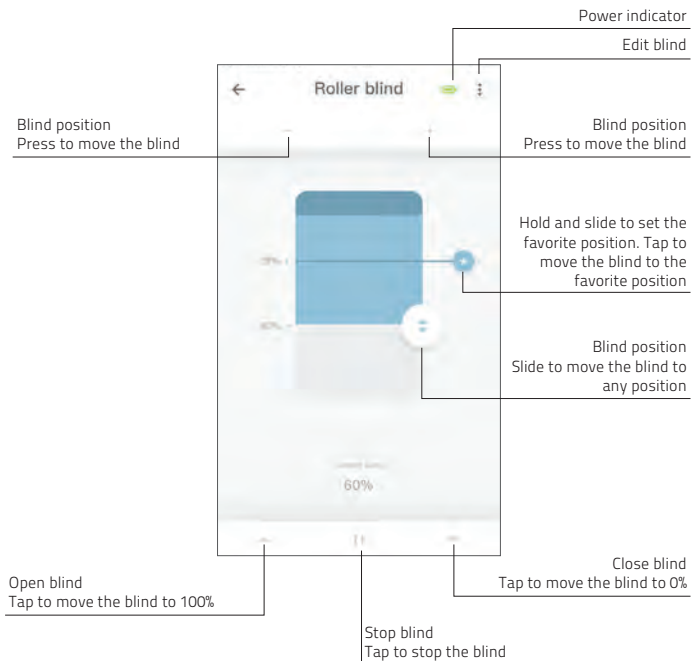 Power indicator
Edit blind
Roller blind
Blind position
Press to move the blind
Blind position
Press to move the blind
Hold and slide to set the
favorite position. Tap to
move the blind to the
favorite position
Blind position
Slide to move the blind to
any position
60%
Open blind
Tap to move the blind to 100%
Close blind
Tap to move the blind to 0%
Stop blind
Tap to stop the blind